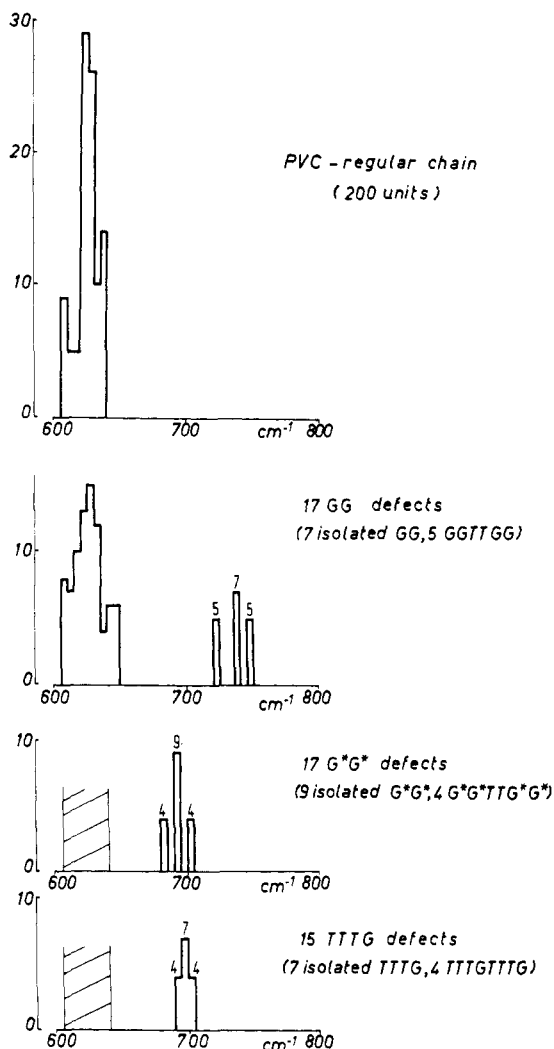 30
20
10
0
600 700 cm⁻¹ 800
PVC - regular chain
(200 units)
10
0
5 7 5
600 700 cm⁻¹ 800
17 GG defects
(7 isolated GG, 5 GGTTGG)
10
0
4 9 4
600 700 cm⁻¹ 800
17 G*G* defects
(9 isolated G*G*, 4 G*G*TTG*G*)
10
0
4 7 4
600 700 cm⁻¹ 800
15 TTTG defects
(7 isolated TTTG, 4 TTTGTTTG)